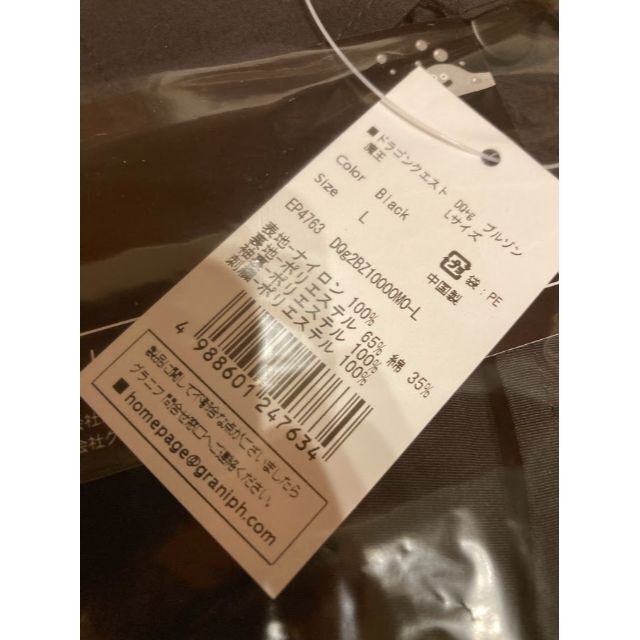 ■ドラゴンクエスト DQ+g ブルゾン
魔王 Lサイズ
Color Black
Size L
EP4763 DQg2BZ10000MO-L
袋：PE
中国製
表地-ナイロン 100%
裏地-ポリエステル 65% 綿 35%
袖裏-ポリエステル 100%
刺繍-ポリエステル 100%
4 988601 247634
製品に関して不都合な点がございましたら
グラニフ問合せ窓口へご連絡ください。
■homepage@graniph.com